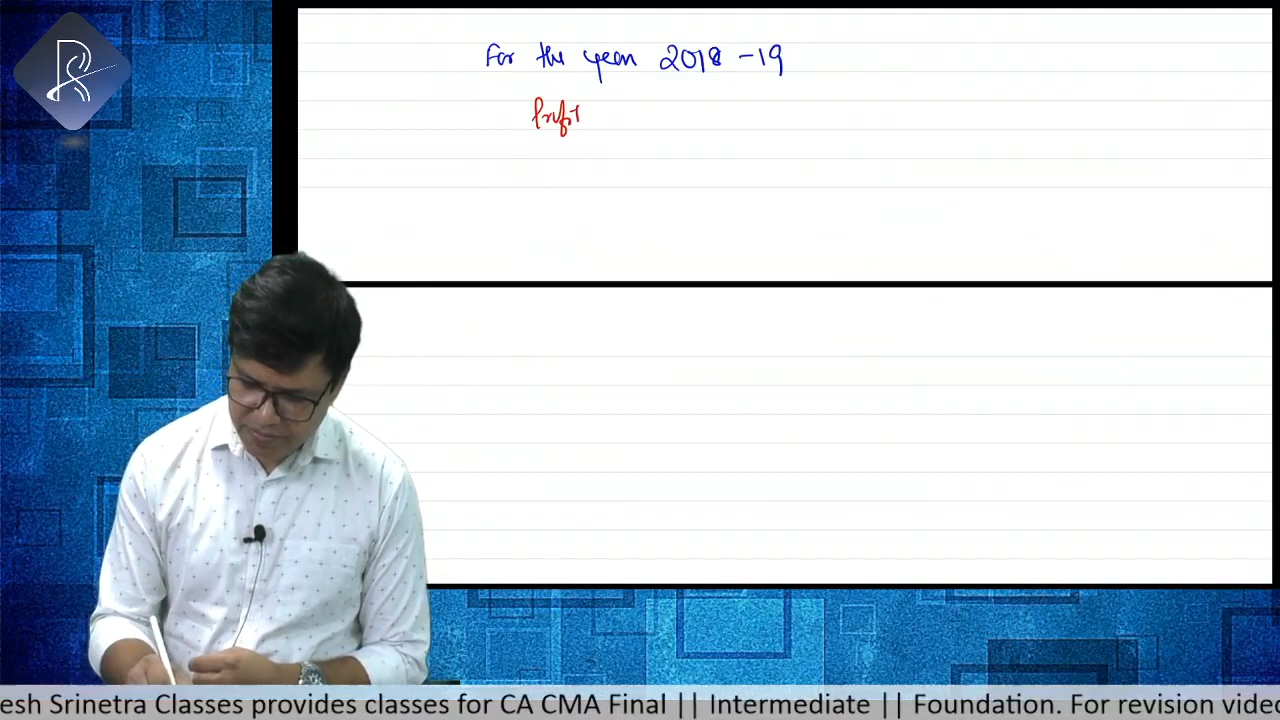 For the year 2018 -19
Profit
esh Srinetra Classes provides classes for CA CMA Final || Intermediate || Foundation. For revision video